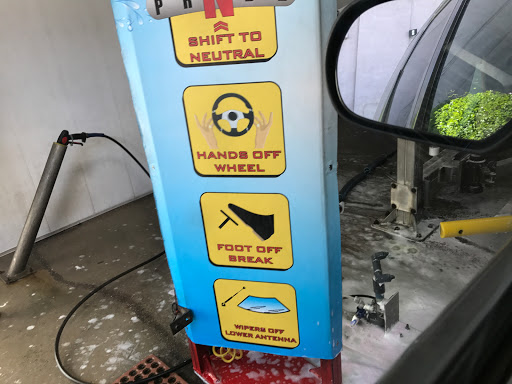 N
SHIFT TO
NEUTRAL
HANDS OFF
WHEEL
FOOT OFF
BREAK
WIPERS OFF
LOWER ANTENNA